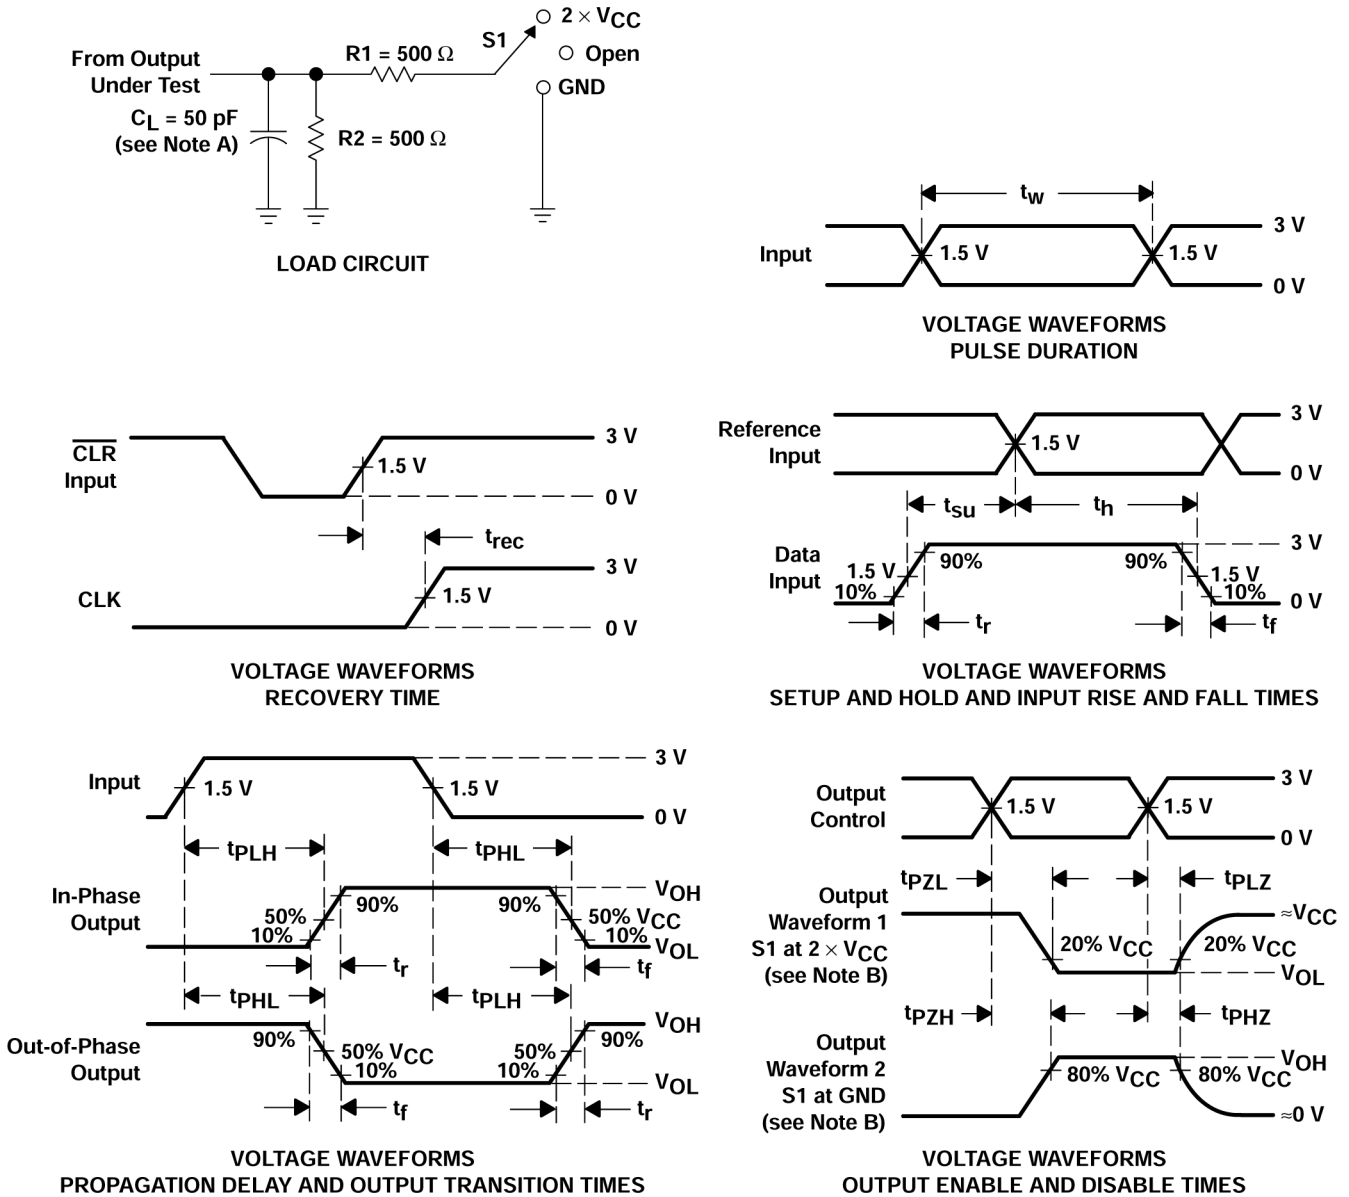 2 × VCC
S1
Open
GND
From Output
Under Test
R1 = 500 Ω
CL = 50 pF
(see Note A)
R2 = 500 Ω
LOAD CIRCUIT
tw
Input
1.5 V
1.5 V
3 V
0 V
VOLTAGE WAVEFORMS
PULSE DURATION
CLR
Input
3 V
1.5 V
0 V
trec
CLK
3 V
1.5 V
0 V
VOLTAGE WAVEFORMS
RECOVERY TIME
Reference
Input
3 V
1.5 V
0 V
tsu
th
Data
Input
3 V
90%
90%
1.5 V
1.5 V
10%
10%
0 V
tr
tf
VOLTAGE WAVEFORMS
SETUP AND HOLD AND INPUT RISE AND FALL TIMES
Input
3 V
1.5 V
1.5 V
0 V
tPLH
tPHL
In-Phase
Output
VOH
90%
90%
50%
50% VCC
10%
10%
VOL
tr
tf
tPHL
tPLH
Out-of-Phase
Output
VOH
90%
90%
50% VCC
50%
10%
10%
VOL
tf
tr
VOLTAGE WAVEFORMS
PROPAGATION DELAY AND OUTPUT TRANSITION TIMES
Output
Control
3 V
1.5 V
1.5 V
0 V
tPZL
tPLZ
Output
Waveform 1
S1 at 2 × VCC
(see Note B)
≈VCC
20% VCC
20% VCC
VOL
tPZH
tPHZ
Output
Waveform 2
S1 at GND
(see Note B)
VOH
80% VCC
80% VCC
≈0 V
VOLTAGE WAVEFORMS
OUTPUT ENABLE AND DISABLE TIMES